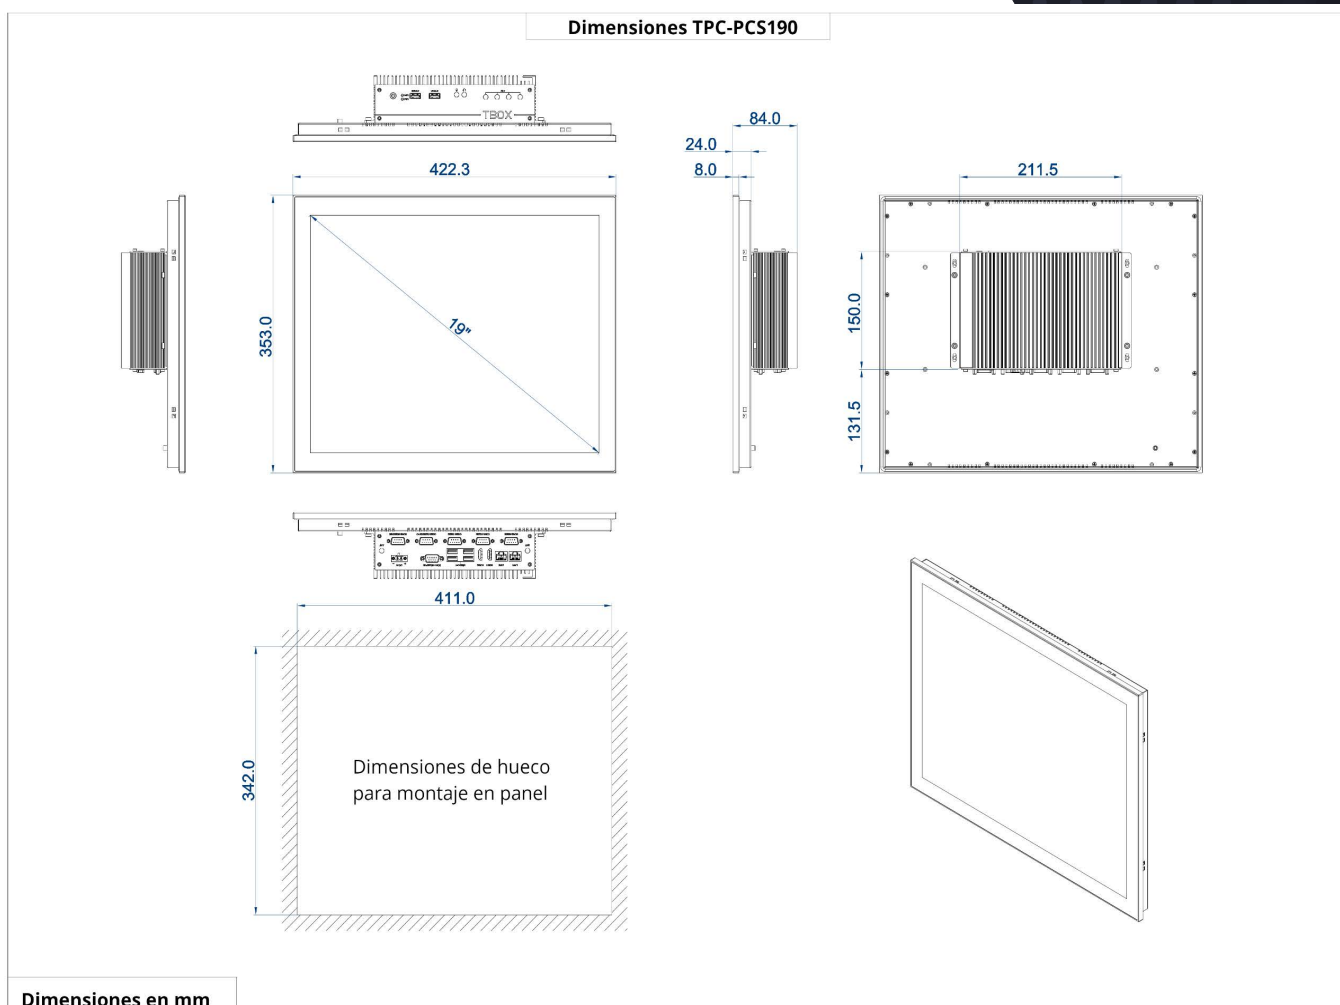 Dimensiones TPC-PCS190
TBOX
84.0
24.0
8.0
422.3
211.5
353.0
19"
150.0
131.5
411.0
342.0
Dimensiones de hueco
para montaje en panel
Dimensiones en mm